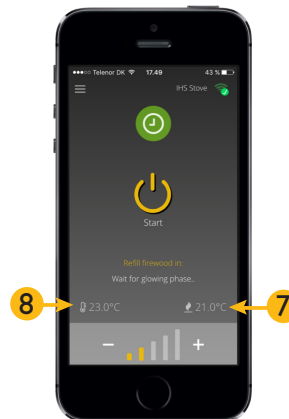 Telenor DK 17.49 43 %
IHS Stove
Start
Refill firewood in:
Wait for glowing phase..
8 23.0°C 21.0°C 7
− +